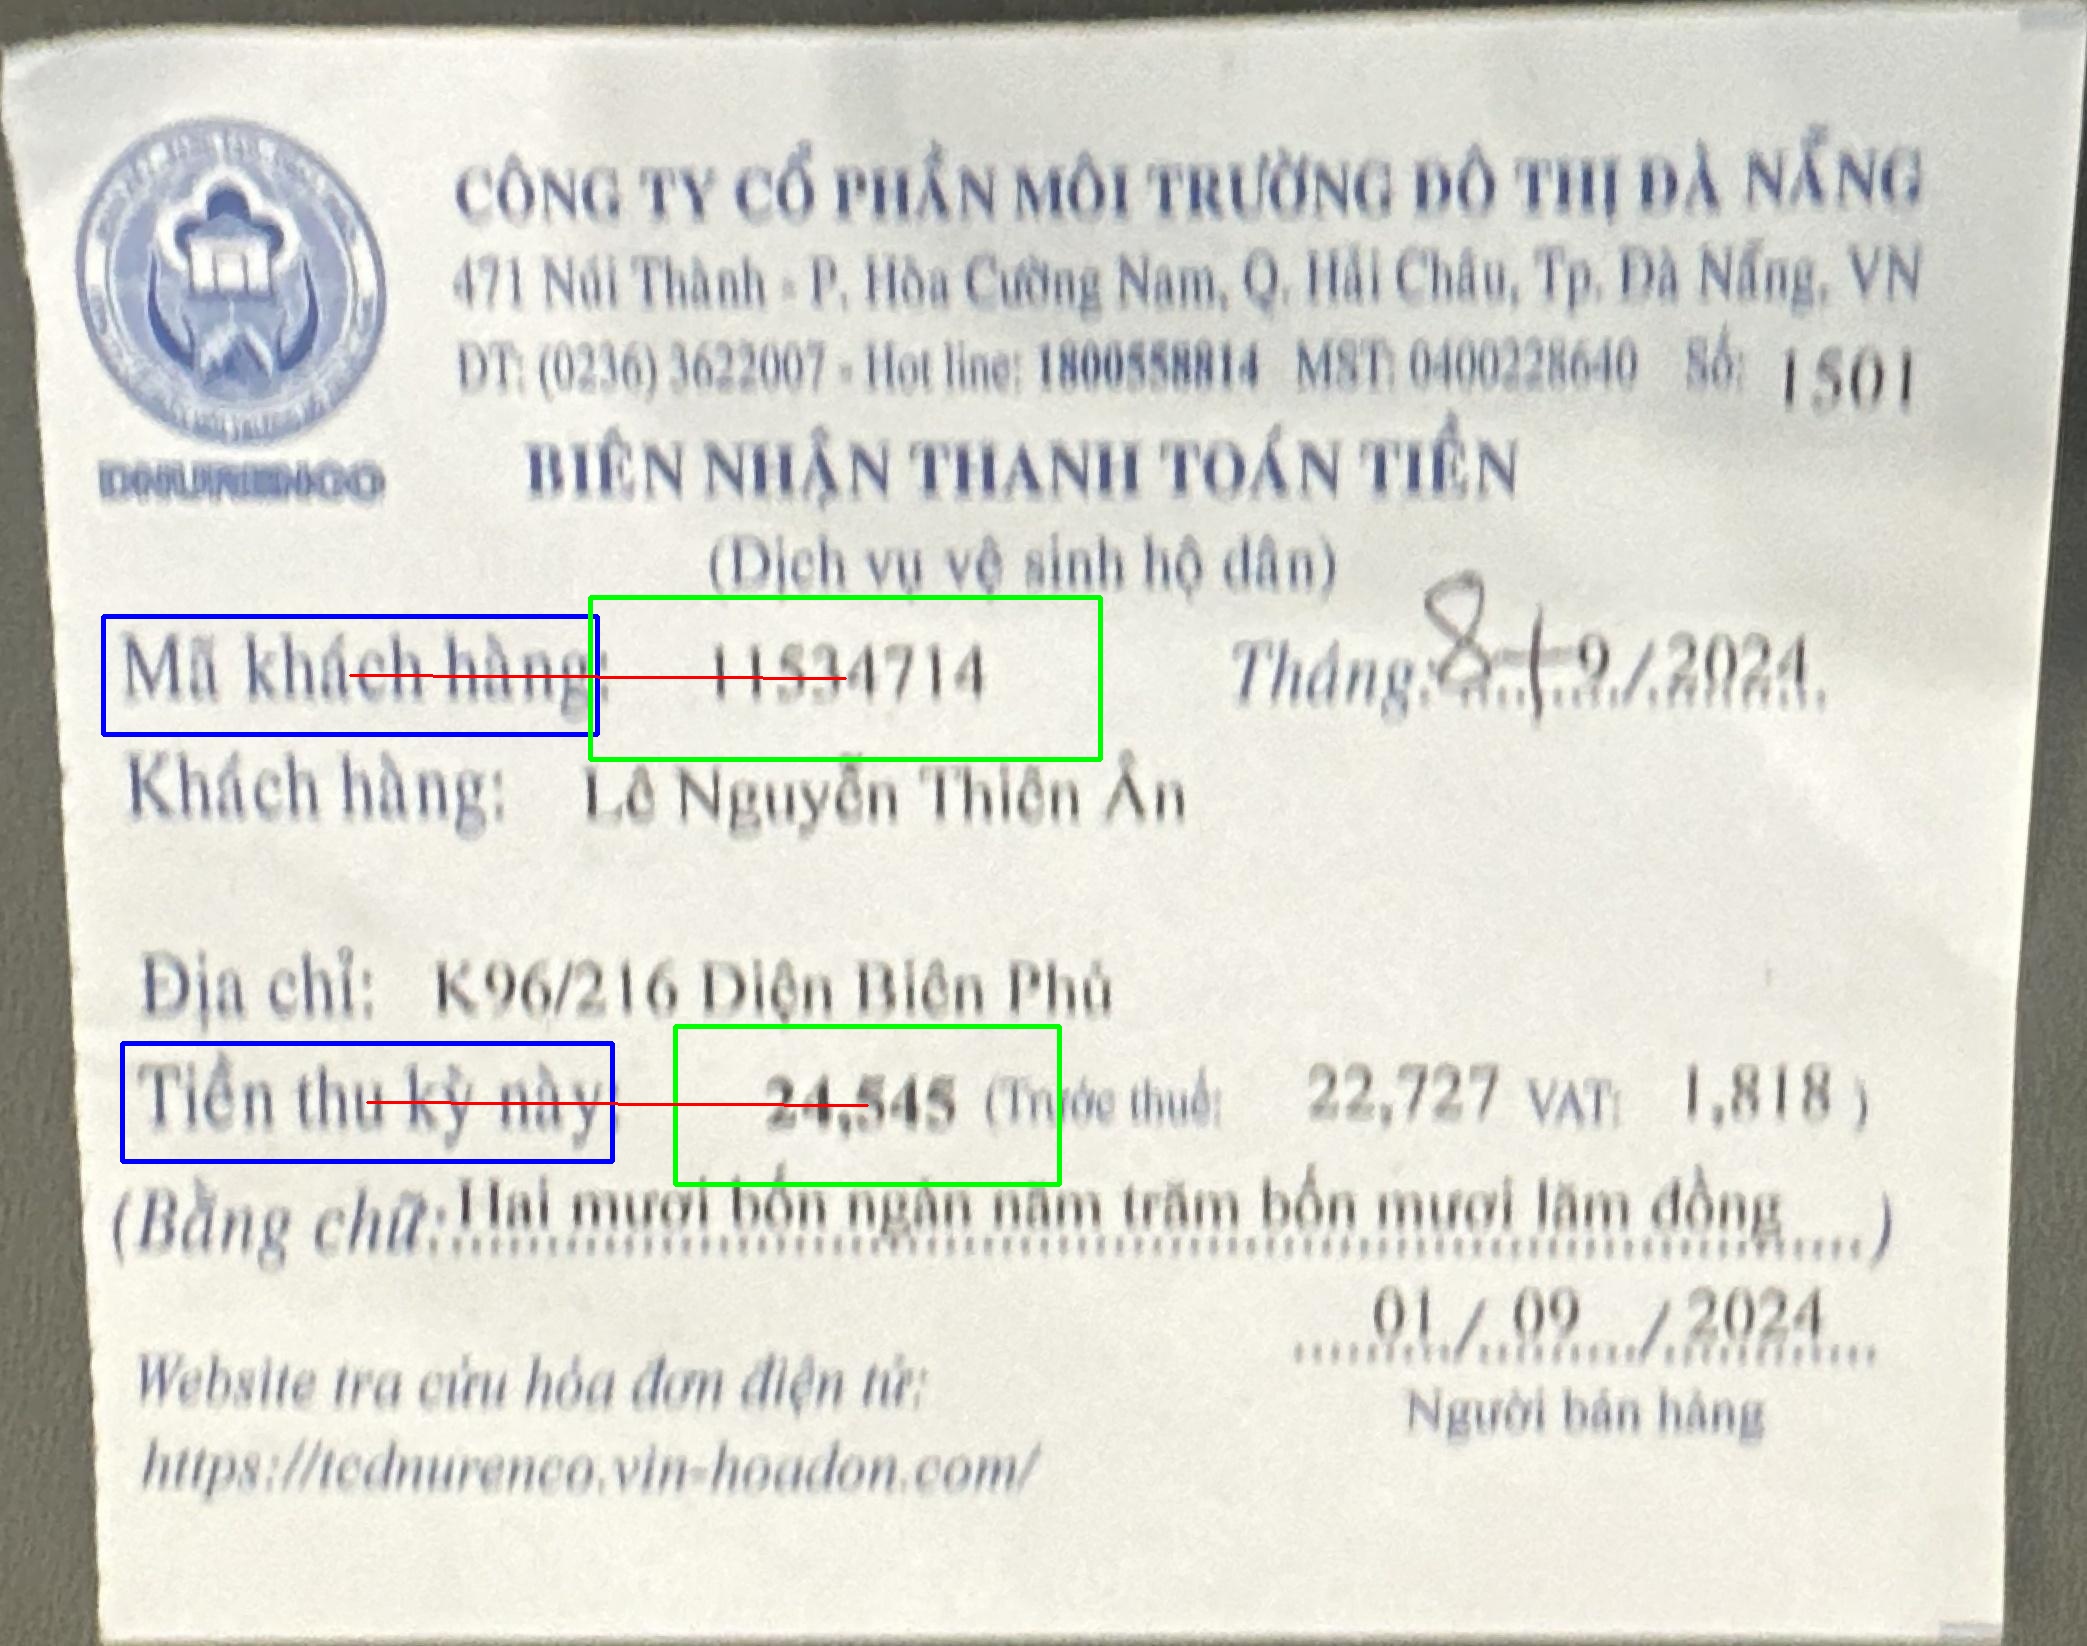 CÔNG TY CỔ PHẦN MÔI TRƯỜNG ĐÔ THỊ ĐÀ NẴNG
471 Núi Thành - P. Hòa Cường Nam, Q. Hải Châu, Tp. Đà Nẵng, VN
ĐT: (0236) 3622007 - Hot line: 1800558814 MST: 0400228640 Số: 1501
DNURENCO
BIÊN NHẬN THANH TOÁN TIỀN
(Dịch vụ vệ sinh hộ dân)
Mã khách hàng: 11534714 Tháng: 8+9/2024
Khách hàng: Lê Nguyễn Thiên Ân
Địa chỉ: K96/216 Điện Biên Phủ
Tiền thu kỳ này: 24,545 (Trước thuế: 22,727 VAT: 1,818 )
(Bằng chữ: Hai mươi bốn ngàn năm trăm bốn mươi lăm đồng)
01 / 09 / 2024
Người bán hàng
Website tra cứu hóa đơn điện tử:
https://tcdnurenco.vin-hoadon.com/